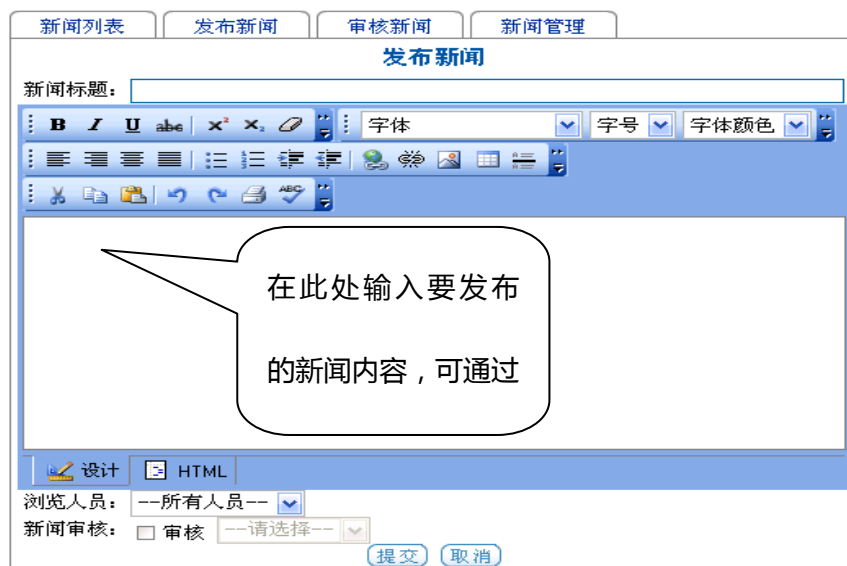 新闻列表 发布新闻 审核新闻 新闻管理
发布新闻
新闻标题：
B I U abc x² x₂ 字体 字号 字体颜色
ABC
在此处输入要发布
的新闻内容，可通过
设计 HTML
浏览人员： --所有人员--
新闻审核： 审核 --请选择--
提交 取消